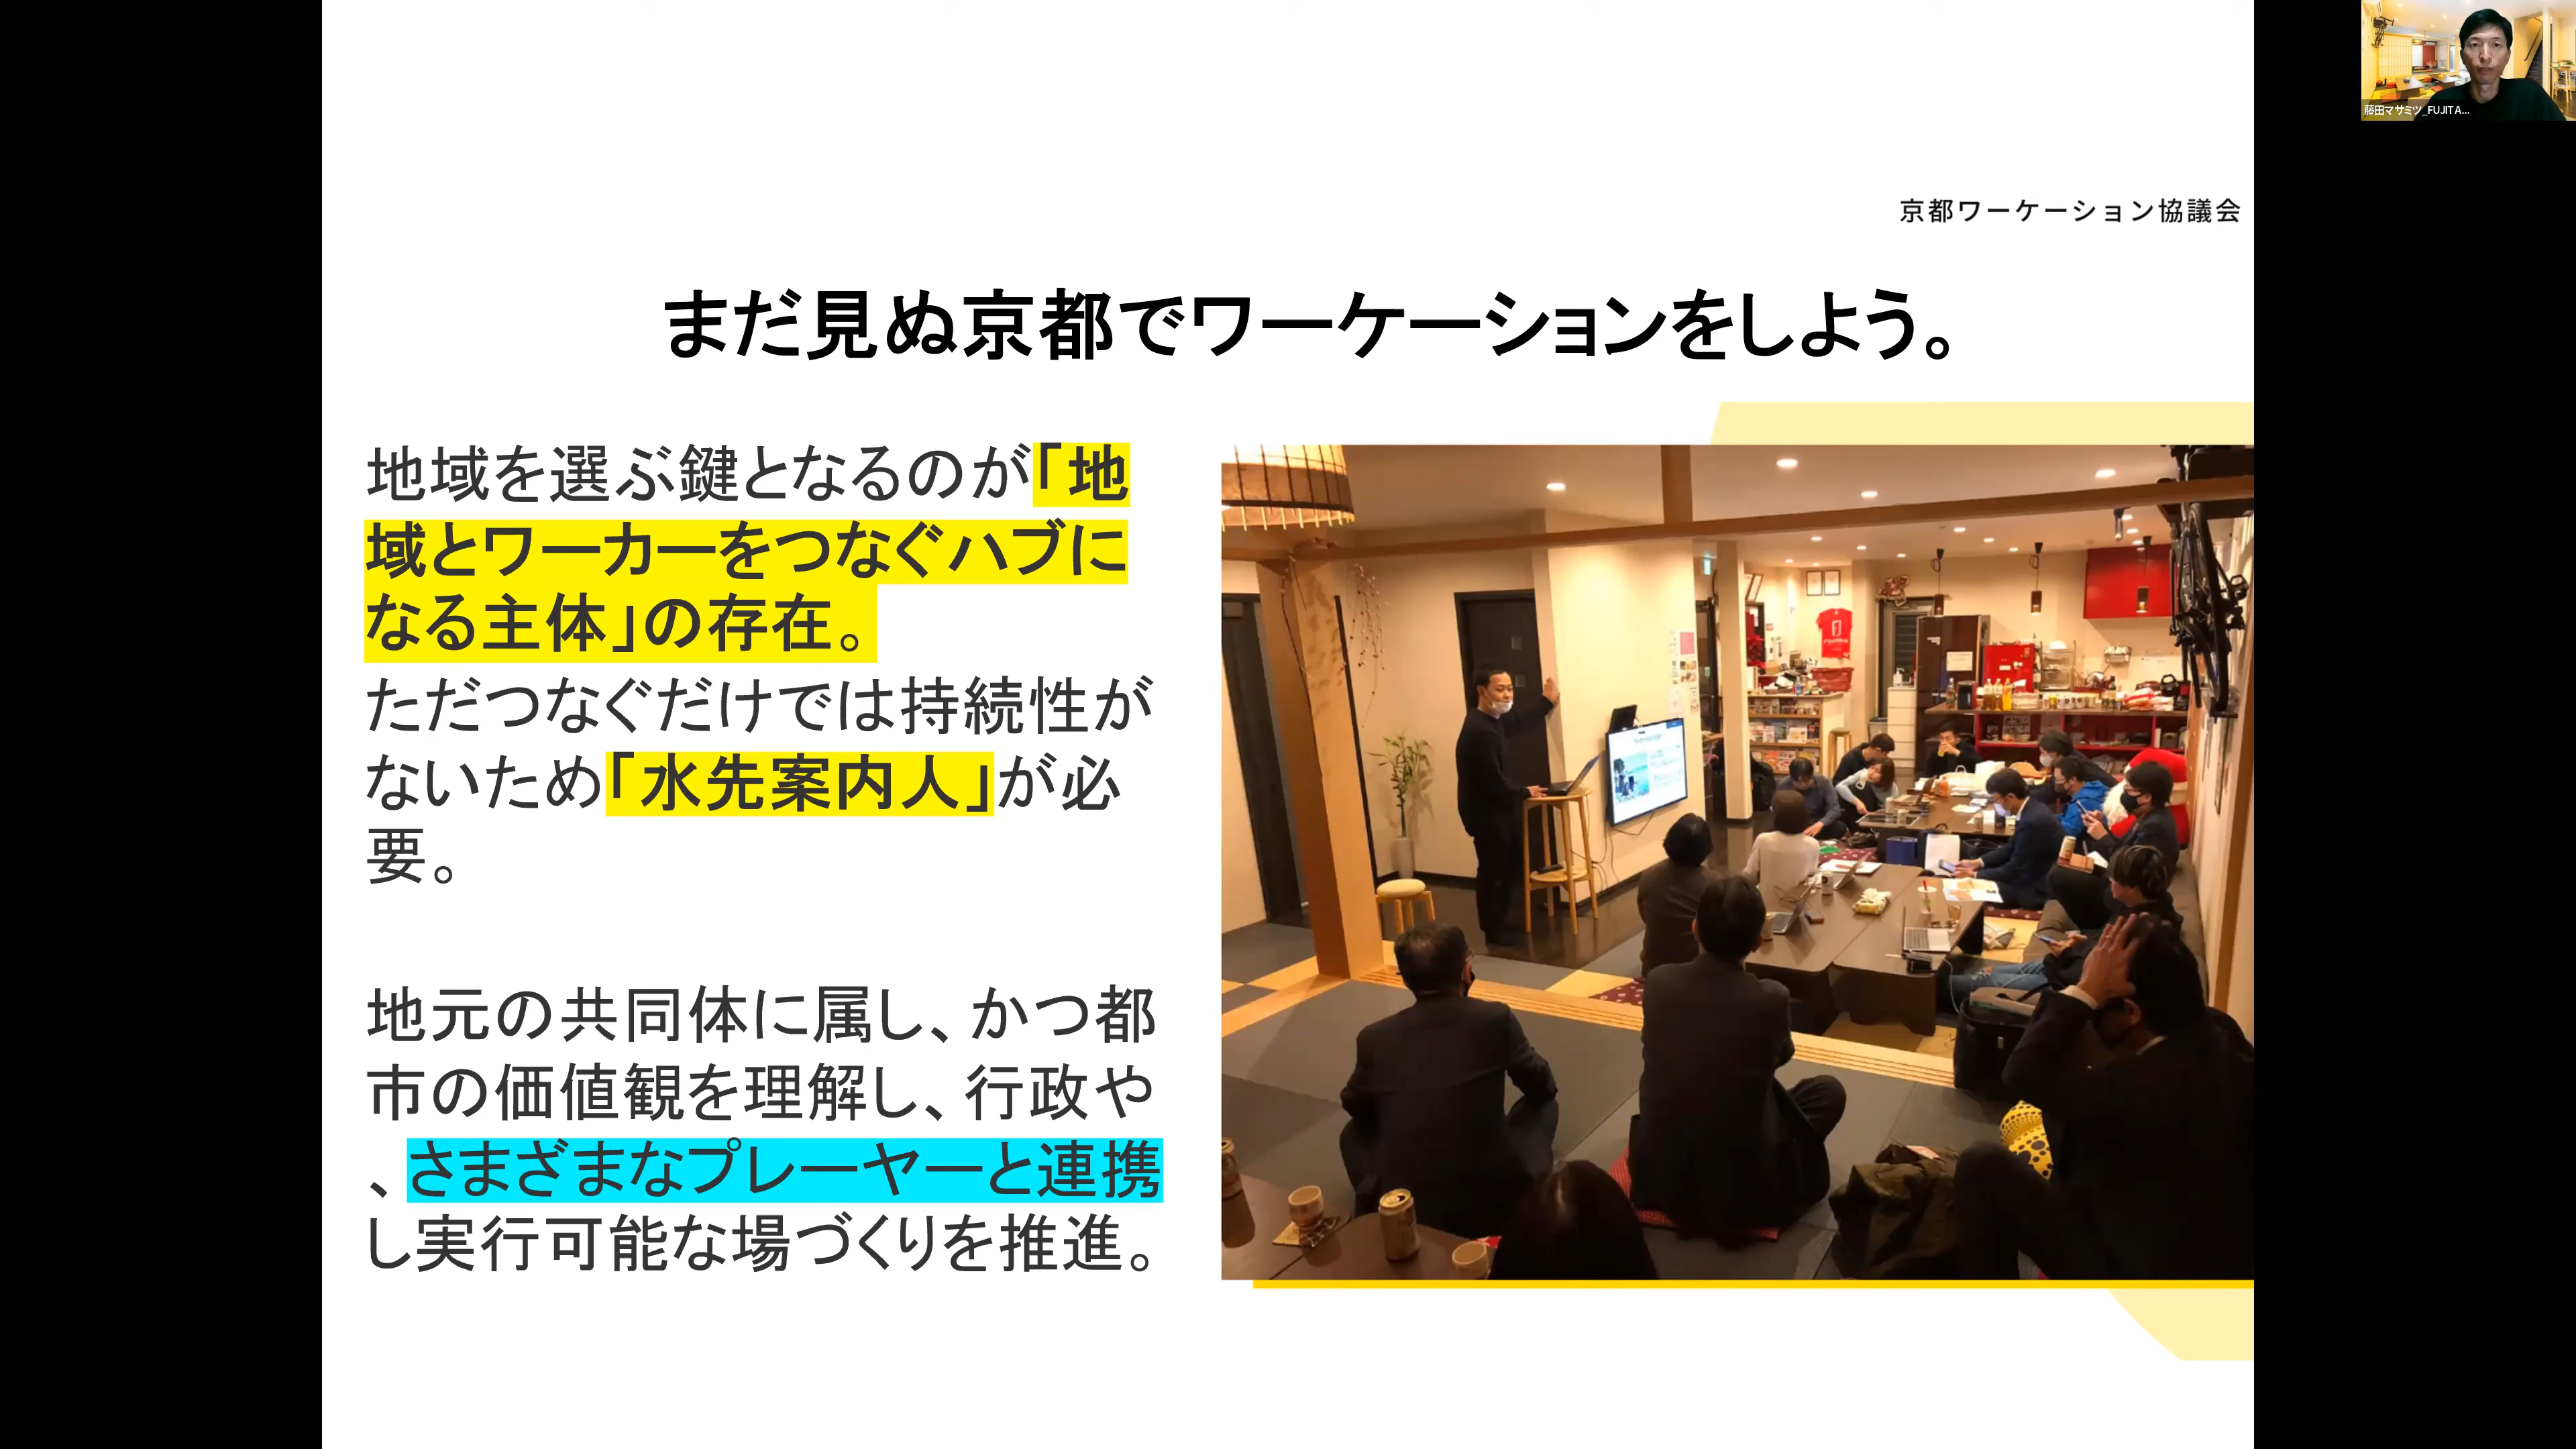 藤田マサミツ_FUJITA...
京都ワーケーション協議会
まだ見ぬ京都でワーケーションをしよう。
地域を選ぶ鍵となるのが「地
域とワーカーをつなぐハブに
なる主体」の存在。
ただつなぐだけでは持続性が
ないため「水先案内人」が必
要。
地元の共同体に属し、かつ都
市の価値観を理解し、行政や
、さまざまなプレーヤーと連携
し実行可能な場づくりを推進。